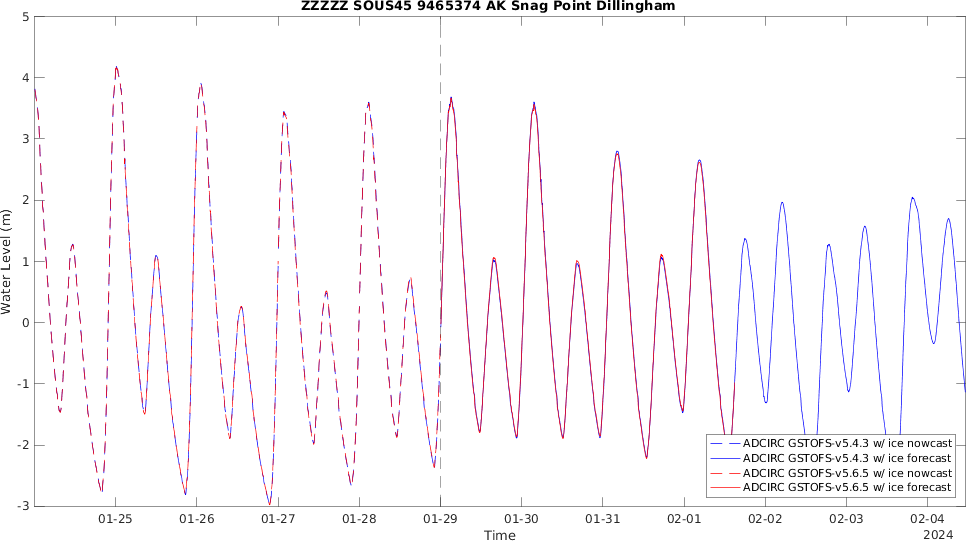 ZZZZZ SOUS45 9465374 AK Snag Point Dillingham
5
4
3
2
1
0
-1
-2
-3
Water Level (m)
ADCIRC GSTOFS-v5.4.3 w/ ice nowcast
ADCIRC GSTOFS-v5.4.3 w/ ice forecast
ADCIRC GSTOFS-v5.6.5 w/ ice nowcast
ADCIRC GSTOFS-v5.6.5 w/ ice forecast
01-25 01-26 01-27 01-28 01-29 01-30 01-31 02-01 02-02 02-03 02-04
Time 2024